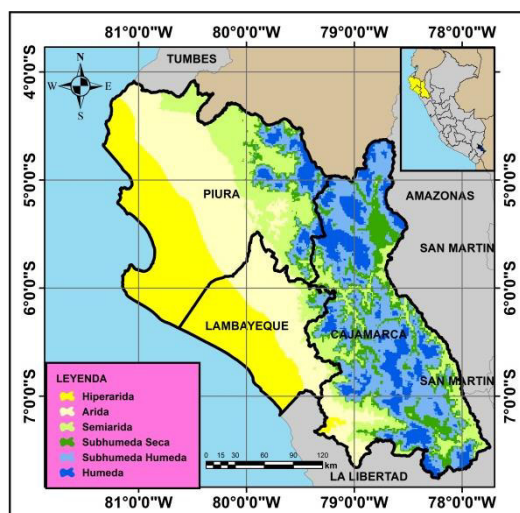 81°0'0"W 80°0'0"W 79°0'0"W 78°0'0"W
TUMBES
N
W E
S
4°0'0"S
4°0'0"S
PIURA
AMAZONAS
5°0'0"S
5°0'0"S
SAN MARTIN
6°0'0"S
6°0'0"S
LAMBAYEQUE
CAJAMARCA
SAN MARTIN
7°0'0"S
7°0'0"S
LEYENDA
Hiperarida
Arida
Semiarida
Subhumeda Seca
Subhumeda Humeda
Humeda
0 15 30 60 90 120
km
LA LIBERTAD
81°0'0"W 80°0'0"W 79°0'0"W 78°0'0"W